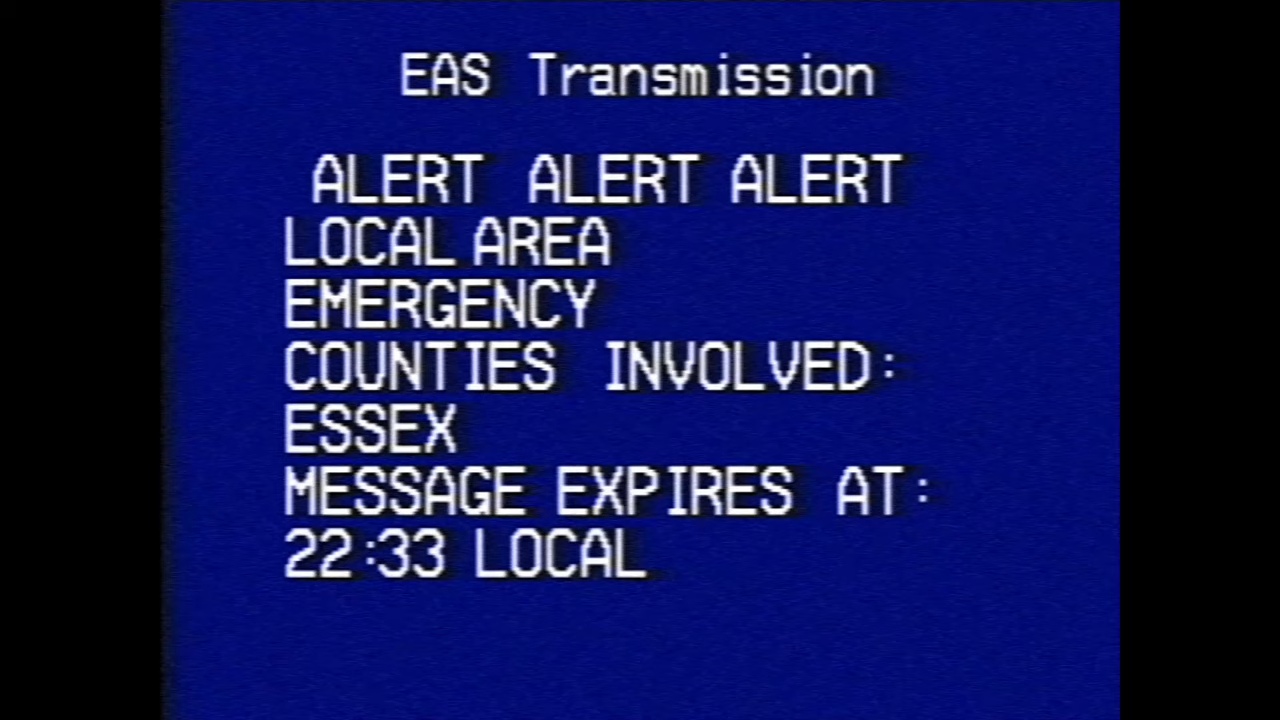 EAS Transmission
ALERT ALERT ALERT
LOCAL AREA
EMERGENCY
COUNTIES INVOLVED:
ESSEX
MESSAGE EXPIRES AT:
22:33 LOCAL